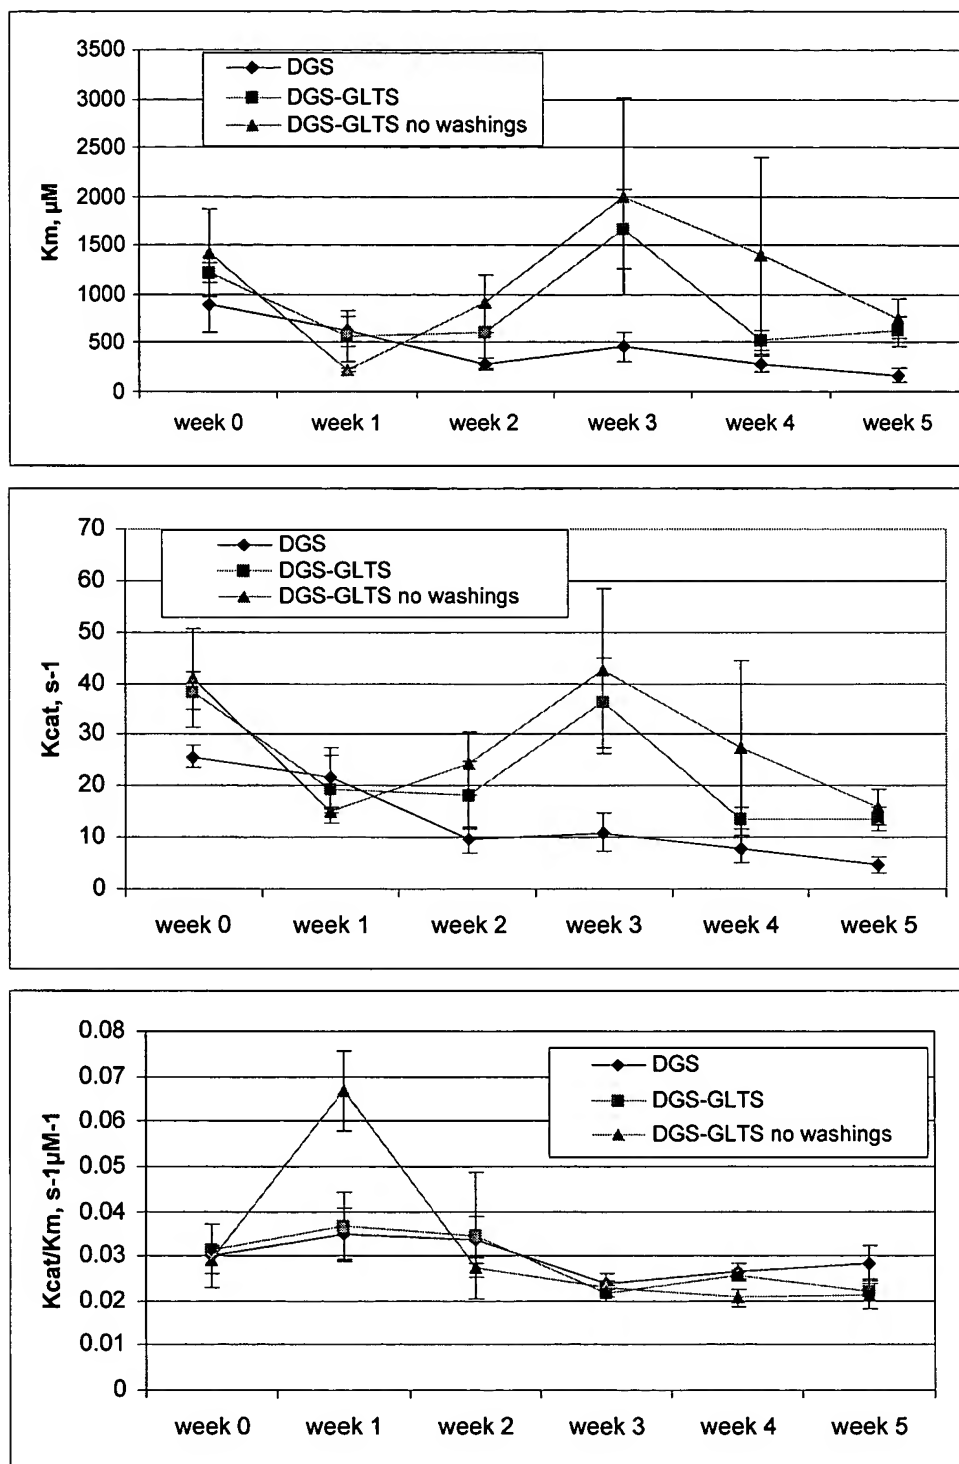 3500
3000
2500
2000
1500
1000
500
0
Km, µM
DGS
DGS-GLTS
DGS-GLTS no washings
week 0 week 1 week 2 week 3 week 4 week 5
70
60
50
40
30
20
10
0
Kcat, s-1
DGS
DGS-GLTS
DGS-GLTS no washings
week 0 week 1 week 2 week 3 week 4 week 5
0.08
0.07
0.06
0.05
0.04
0.03
0.02
0.01
0
Kcat/Km, s-1µM-1
DGS
DGS-GLTS
DGS-GLTS no washings
week 0 week 1 week 2 week 3 week 4 week 5